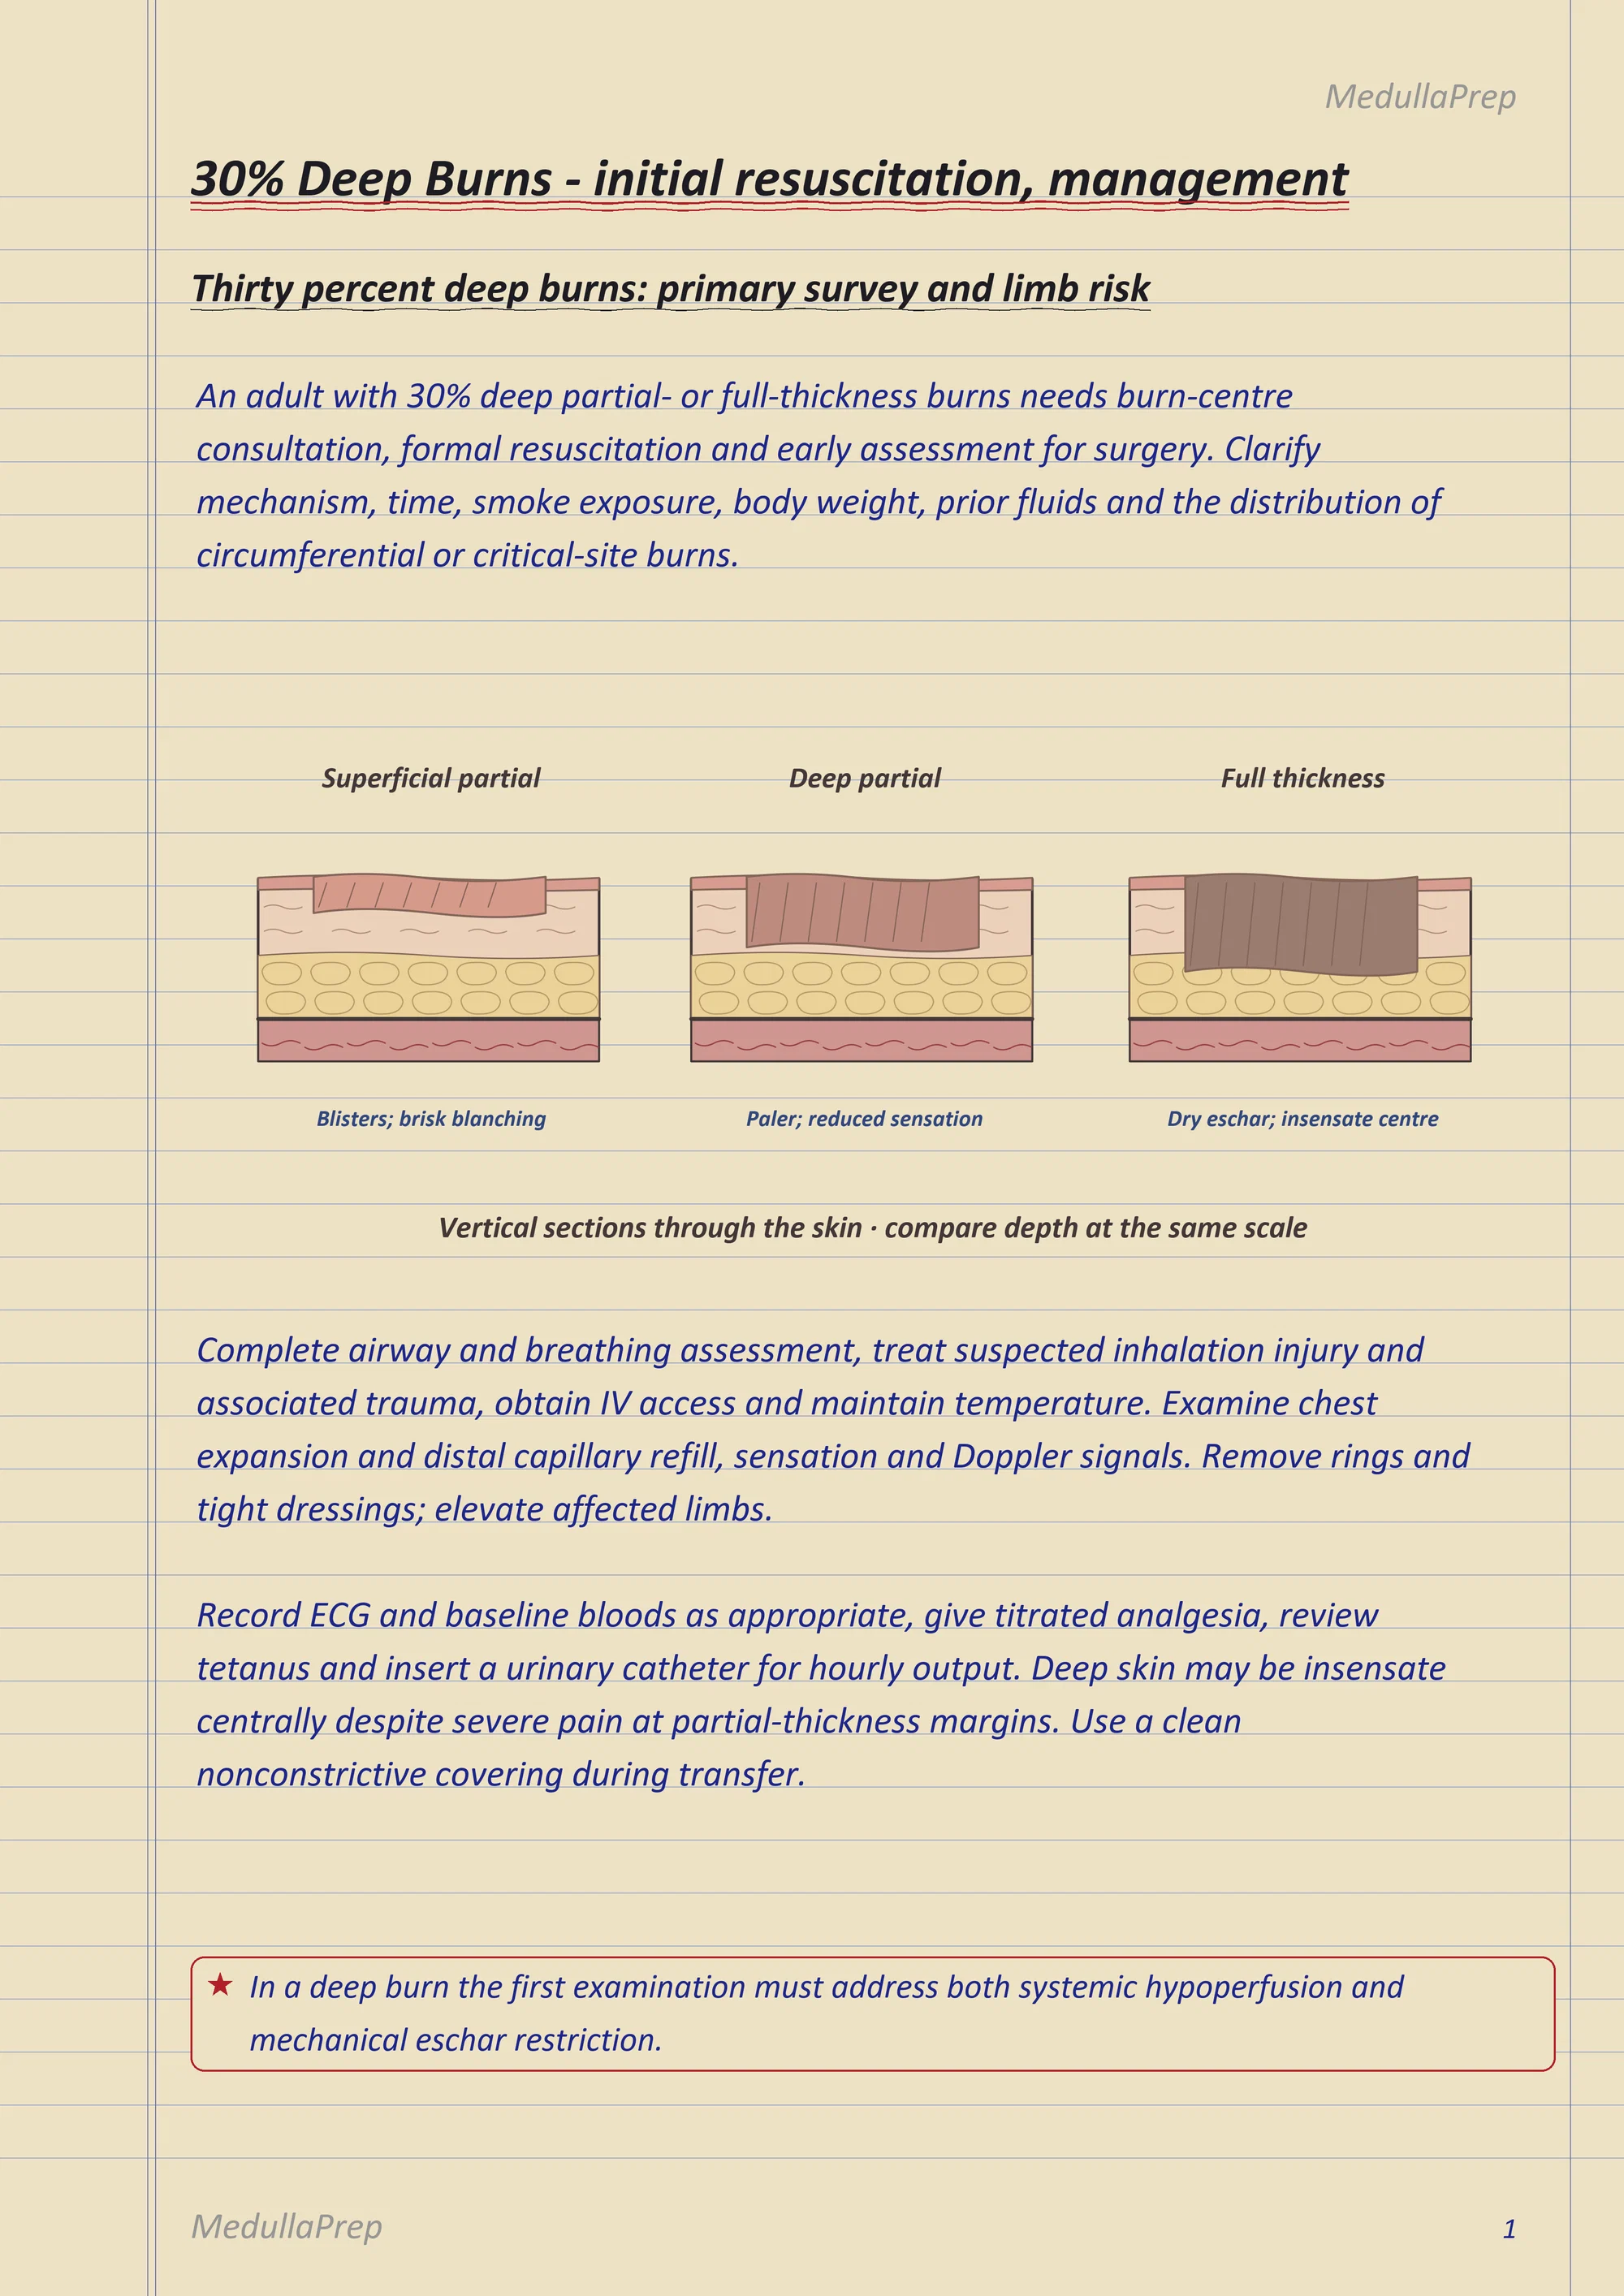 MedullaPrep
30% Deep Burns - initial resuscitation, management
Thirty percent deep burns: primary survey and limb risk
An adult with 30% deep partial- or full-thickness burns needs burn-centre
consultation, formal resuscitation and early assessment for surgery. Clarify
mechanism, time, smoke exposure, body weight, prior fluids and the distribution of
circumferential or critical-site burns.
Superficial partial
Deep partial
Full thickness
Blisters; brisk blanching
Paler; reduced sensation
Dry eschar; insensate centre
Vertical sections through the skin · compare depth at the same scale
Complete airway and breathing assessment, treat suspected inhalation injury and
associated trauma, obtain IV access and maintain temperature. Examine chest
expansion and distal capillary refill, sensation and Doppler signals. Remove rings and
tight dressings; elevate affected limbs.
Record ECG and baseline bloods as appropriate, give titrated analgesia, review
tetanus and insert a urinary catheter for hourly output. Deep skin may be insensate
centrally despite severe pain at partial-thickness margins. Use a clean
nonconstrictive covering during transfer.
★ In a deep burn the first examination must address both systemic hypoperfusion and
mechanical eschar restriction.
MedullaPrep
1